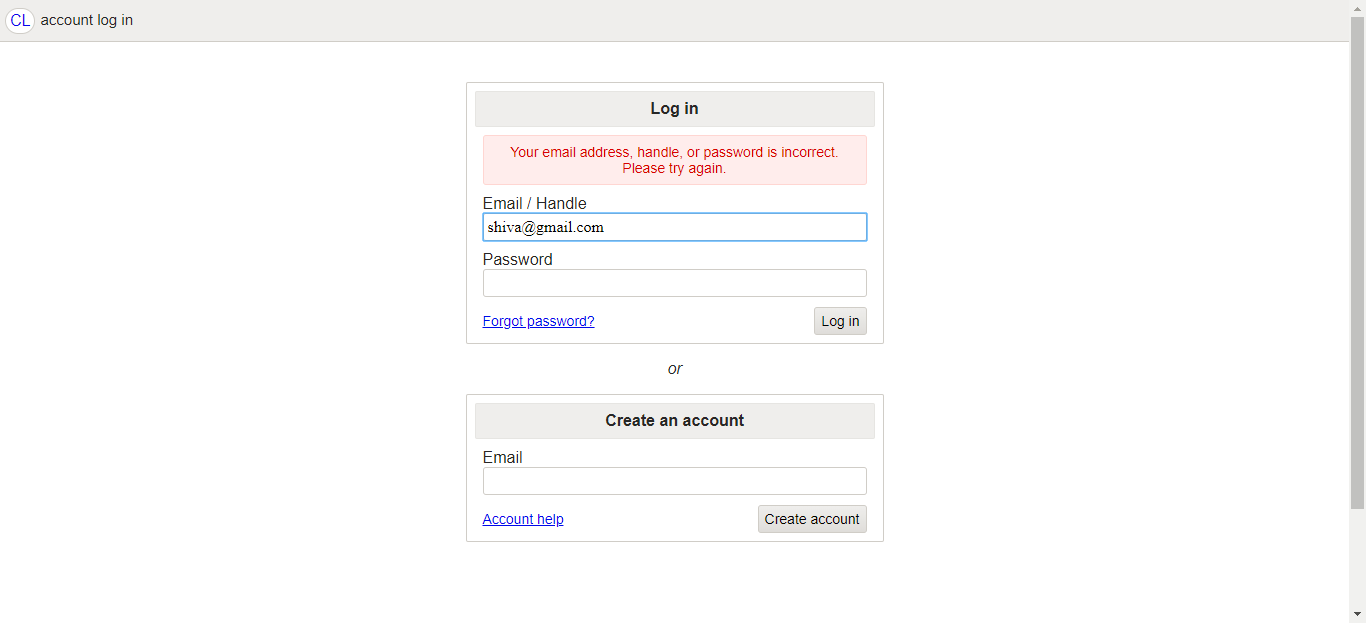 CL account log in
Log in
Your email address, handle, or password is incorrect.
Please try again.
Email / Handle
shiva@gmail.com
Password
Forgot password? Log in
or
Create an account
Email
Account help Create account